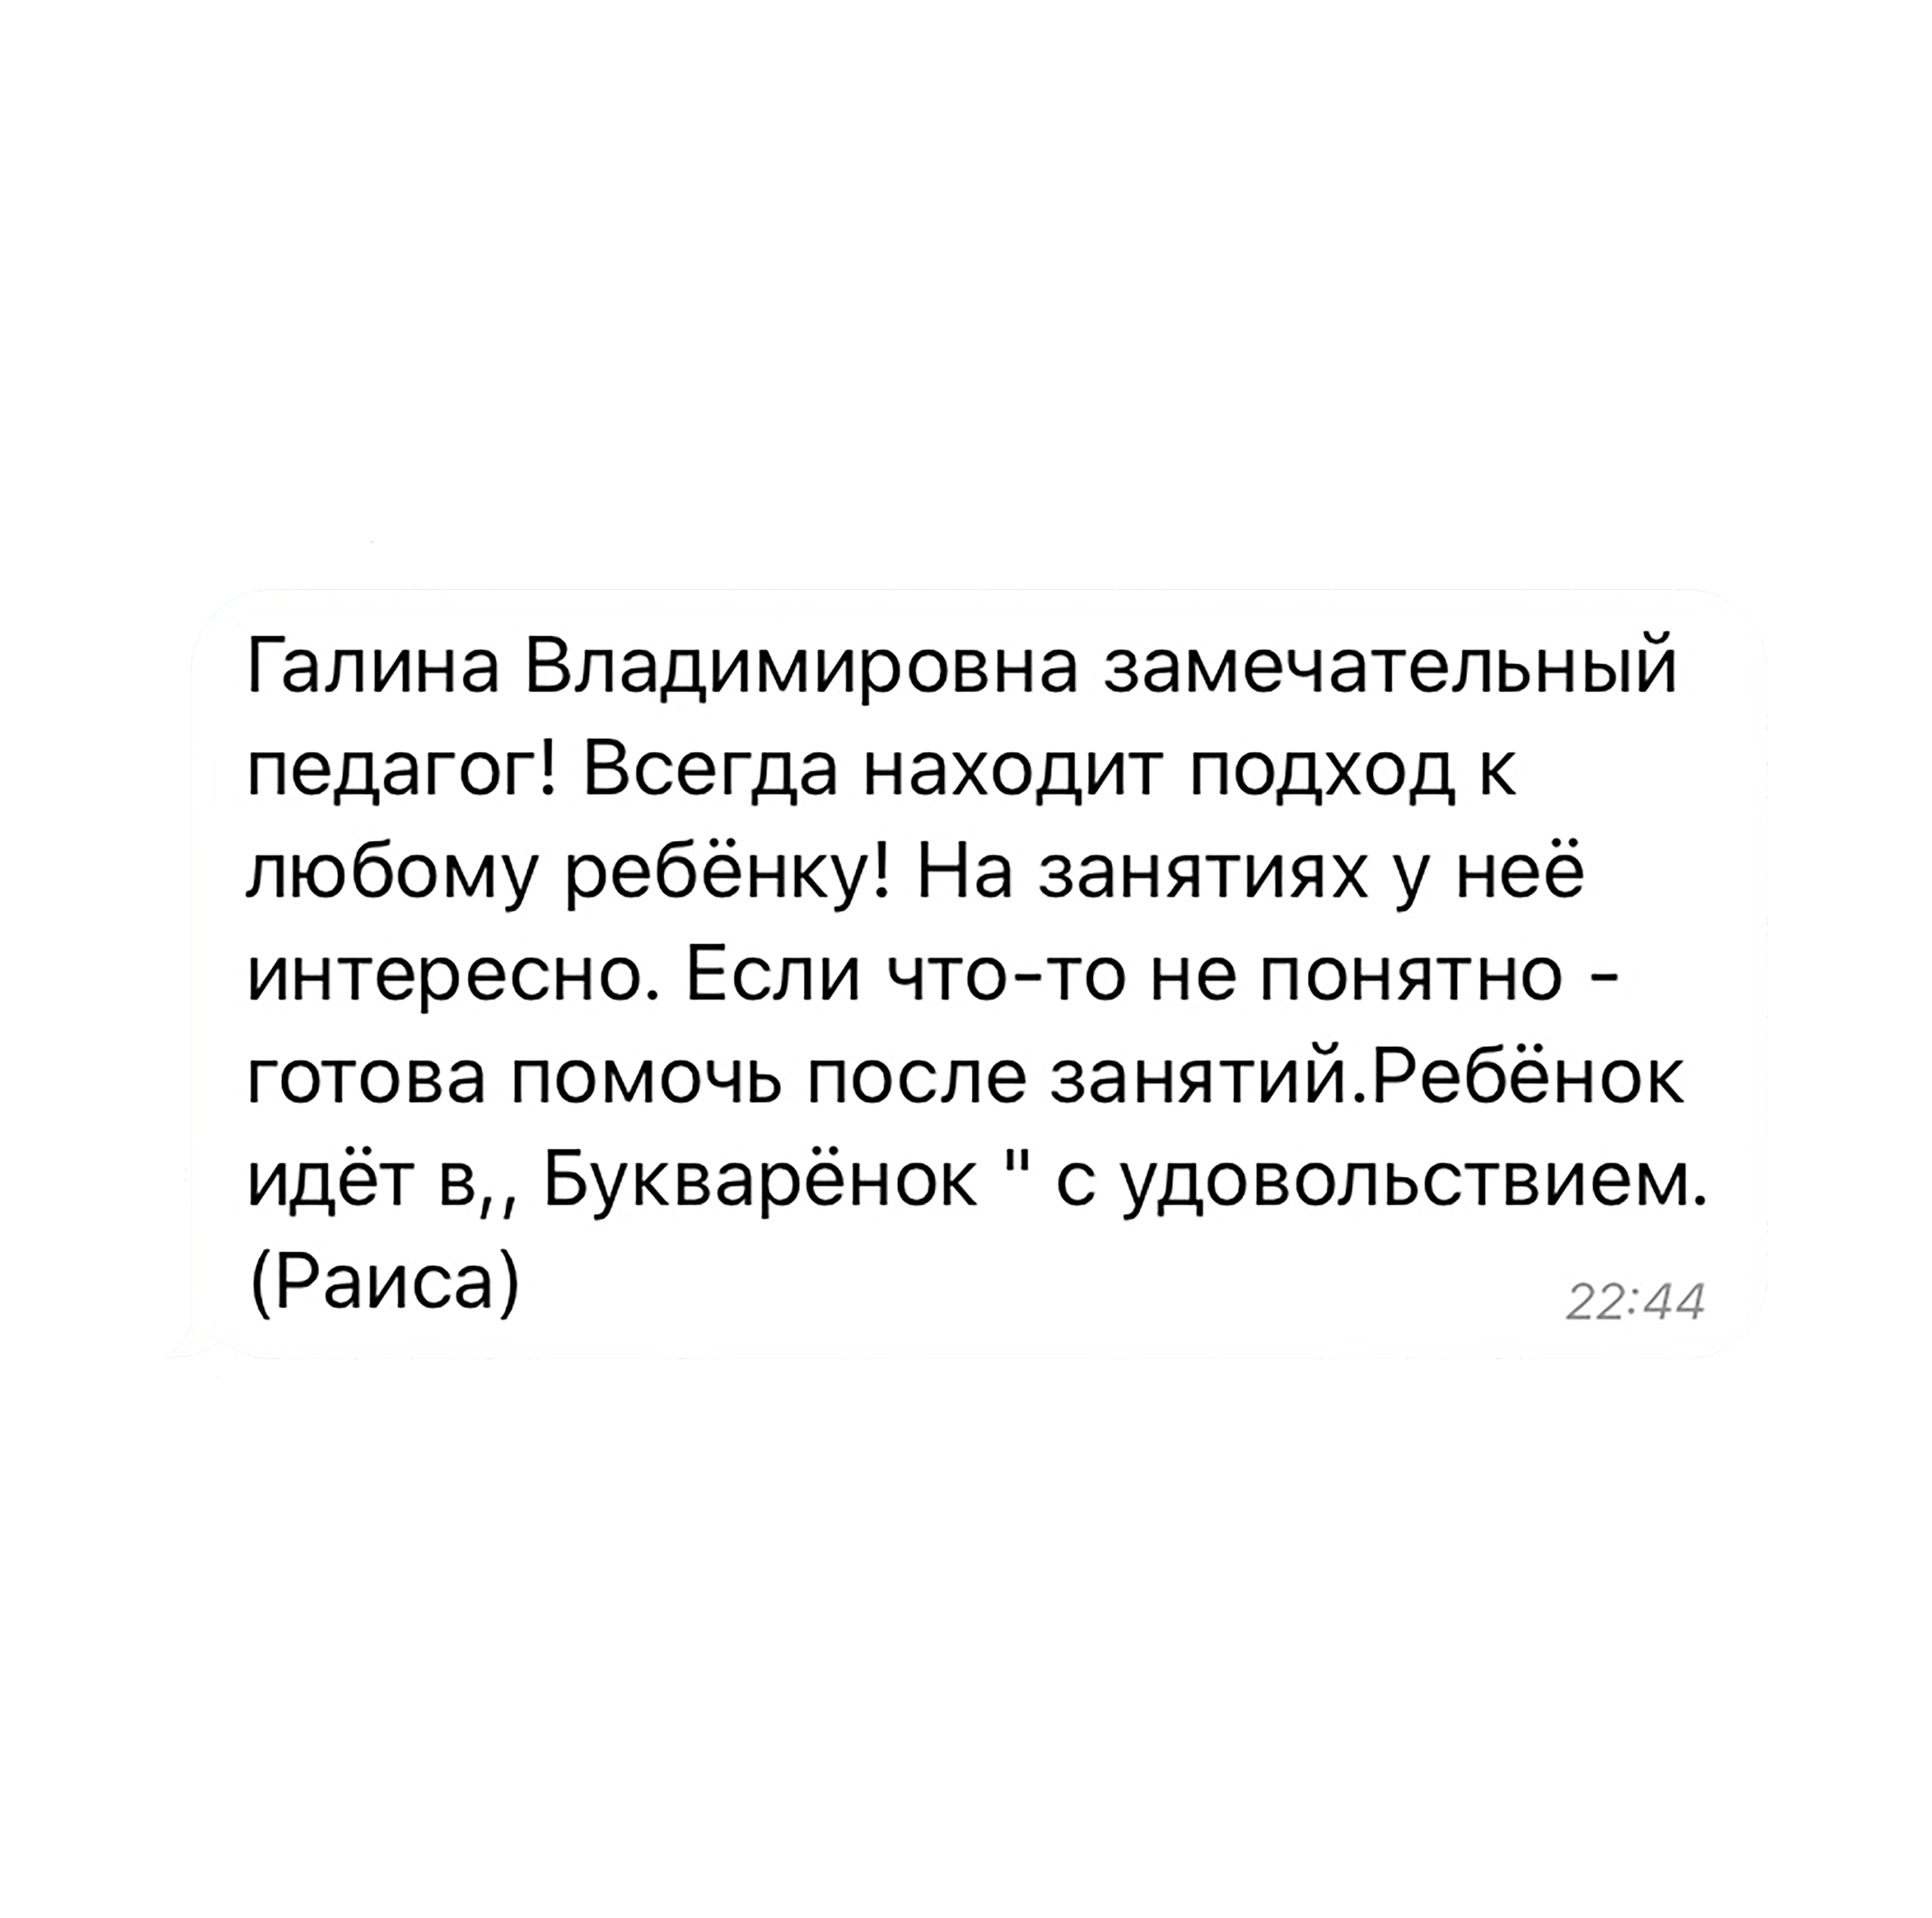 Галина Владимировна замечательный
педагог! Всегда находит подход к
любому ребёнку! На занятиях у неё
интересно. Если что-то не понятно -
готова помочь после занятий.Ребёнок
идёт в,, Букварёнок " с удовольствием.
(Раиса)
22:44